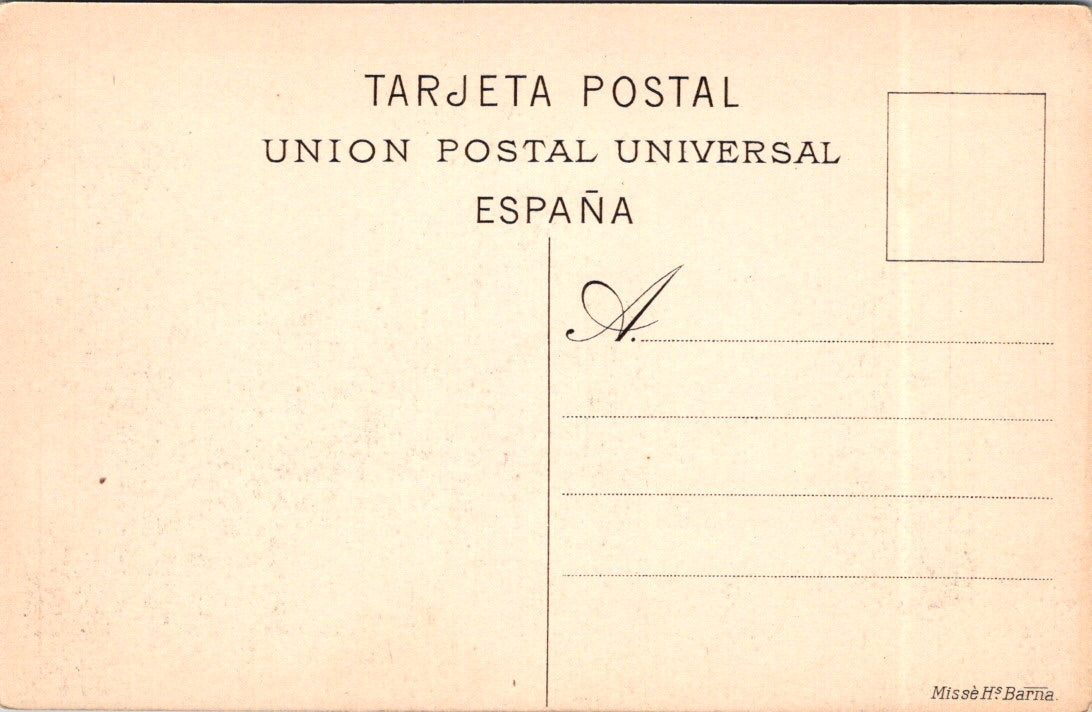 TARJETA POSTAL
UNION POSTAL UNIVERSAL
ESPAÑA
A.
Missè Hs. Barna.